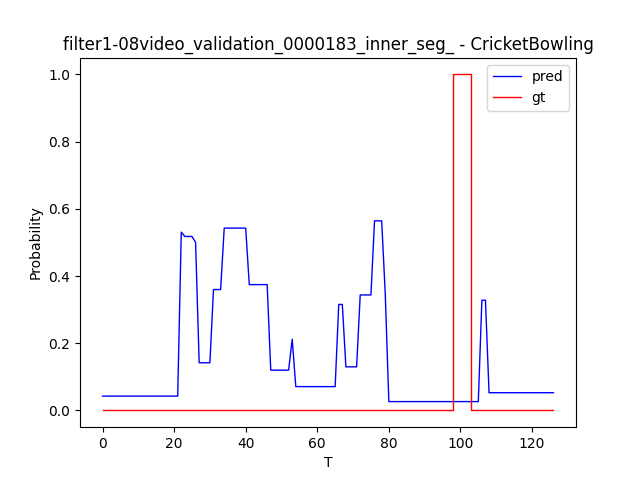 filter1-08video_validation_0000183_inner_seg_ - CricketBowling
pred
gt
1.0
0.8
0.6
0.4
0.2
0.0
Probability
0
20
40
60
80
100
120
T